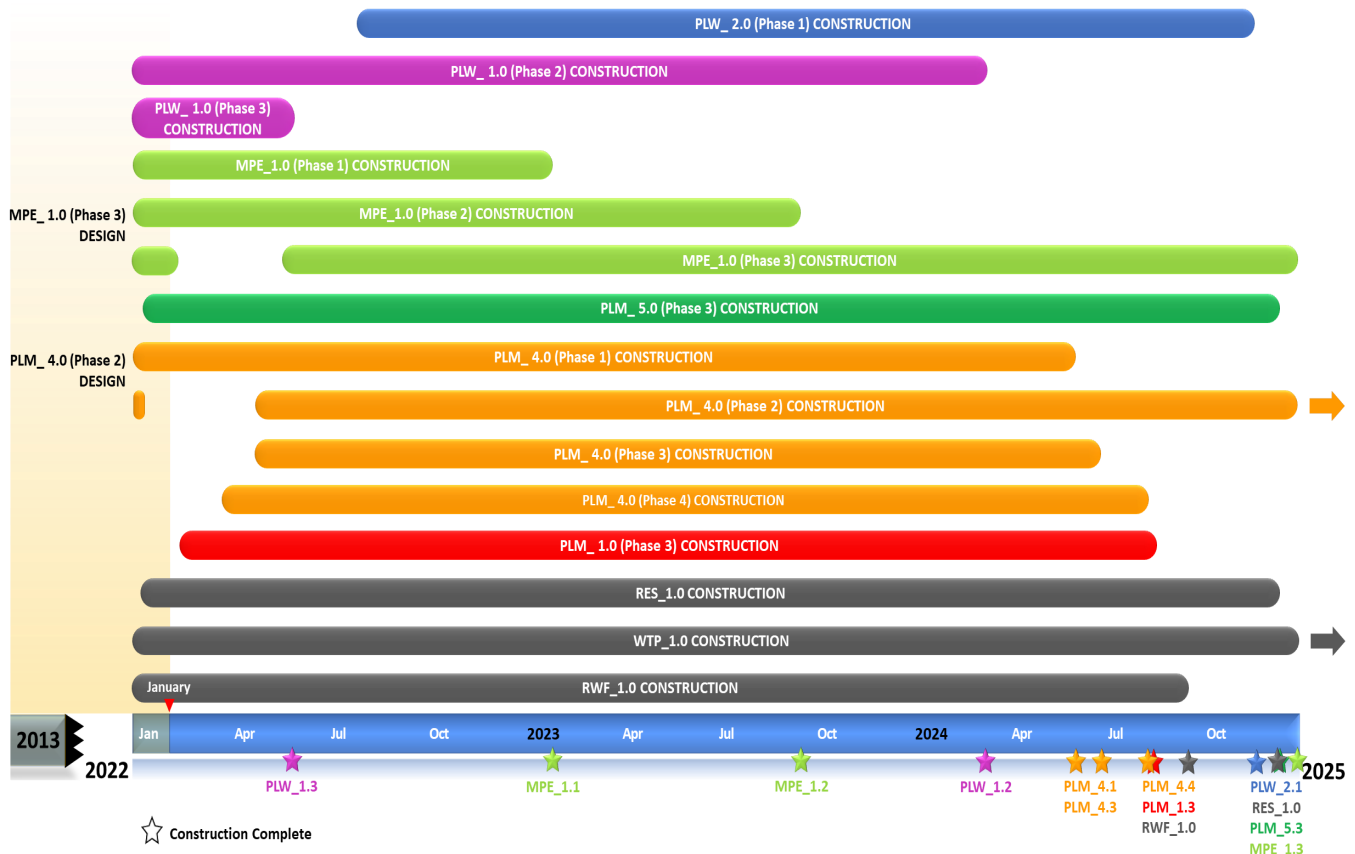 PLW_ 2.0 (Phase 1) CONSTRUCTION
PLW_ 1.0 (Phase 2) CONSTRUCTION
PLW_ 1.0 (Phase 3)
CONSTRUCTION
MPE_1.0 (Phase 1) CONSTRUCTION
MPE_ 1.0 (Phase 3)
DESIGN
MPE_1.0 (Phase 2) CONSTRUCTION
MPE_1.0 (Phase 3) CONSTRUCTION
PLM_ 5.0 (Phase 3) CONSTRUCTION
PLM_ 4.0 (Phase 2)
DESIGN
PLM_ 4.0 (Phase 1) CONSTRUCTION
PLM_ 4.0 (Phase 2) CONSTRUCTION
PLM_ 4.0 (Phase 3) CONSTRUCTION
PLM_ 4.0 (Phase 4) CONSTRUCTION
PLM_ 1.0 (Phase 3) CONSTRUCTION
RES_1.0 CONSTRUCTION
WTP_1.0 CONSTRUCTION
January
RWF_1.0 CONSTRUCTION
2013
Jan Apr Jul Oct 2023 Apr Jul Oct 2024 Apr Jul Oct
2022
2025
PLW_1.3 MPE_1.1 MPE_1.2 PLW_1.2 PLM_4.1 PLM_4.4 PLW_2.1
PLM_4.3 PLM_1.3 RES_1.0
RWF_1.0 PLM_5.3
MPE_1.3
Construction Complete